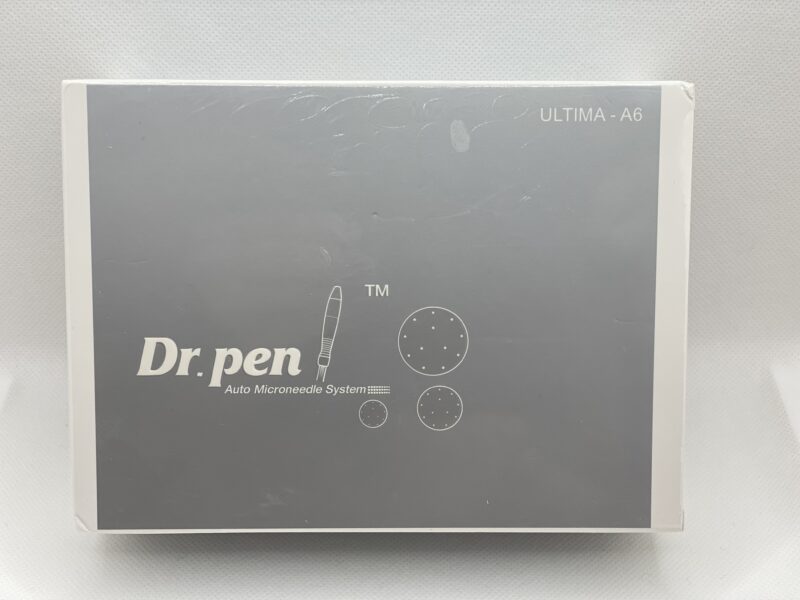 ULTIMA - A6
TM
Dr. pen
Auto Microneedle System